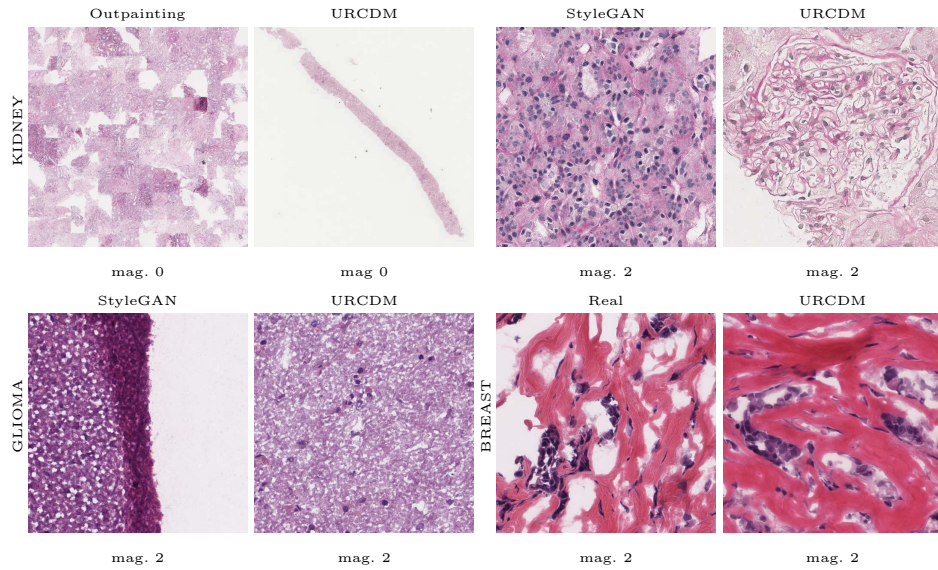 Outpainting URCDM StyleGAN URCDM
KIDNEY
mag. 0 mag 0 mag. 2 mag. 2
StyleGAN URCDM Real URCDM
GLIOMA BREAST
mag. 2 mag. 2 mag. 2 mag. 2